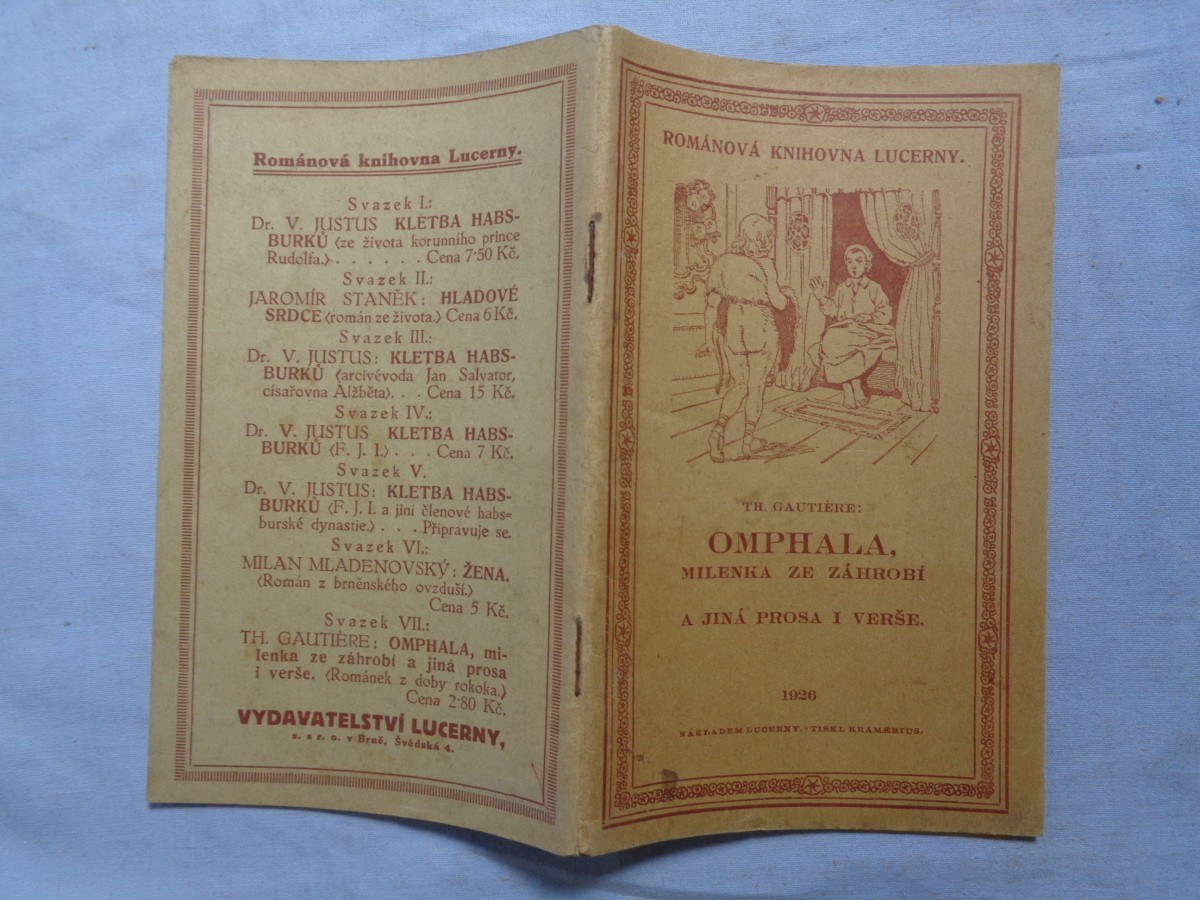 Románová knihovna Lucerny.
Svazek I.:
Dr. V. JUSTUS KLETBA HABS-
BURKŮ (ze života korunního prince
Rudolfa.) . . . . . . Cena 7·50 Kč.
Svazek II.:
JAROMÍR STANĚK: HLADOVÉ
SRDCE (román ze života.) Cena 6 Kč.
Svazek III.:
Dr. V. JUSTUS: KLETBA HABS-
BURKŮ (arcivévoda Jan Salvator,
císařovna Alžběta). . Cena 15 Kč.
Svazek IV.:
Dr. V. JUSTUS KLETBA HABS-
BURKŮ (F. J. I.) . . . Cena 7 Kč.
Svazek V.
Dr. V. JUSTUS: KLETBA HABS-
BURKŮ (F. J. I. a jiní členové habs-
burské dynastie.) . . . Připravuje se.
Svazek VI.:
MILAN MLADENOVSKÝ: ŽENA.
(Román z brněnského ovzduší.)
Cena 5 Kč.
Svazek VII.:
TH. GAUTIÈRE: OMPHALA, mi-
lenka ze záhrobí a jiná prosa
i verše. (Románek z doby rokoka.)
Cena 2·80 Kč.
VYDAVATELSTVÍ LUCERNY,
s. s r. o. v Brně, Švédská 4.
ROMÁNOVÁ KNIHOVNA LUCERNY.
TH. GAUTIÈRE:
OMPHALA,
MILENKA ZE ZÁHROBÍ
A JINÁ PROSA I VERŠE.
1926
NÁKLADEM LUCERNY. - TISKL KRAMERIUS.